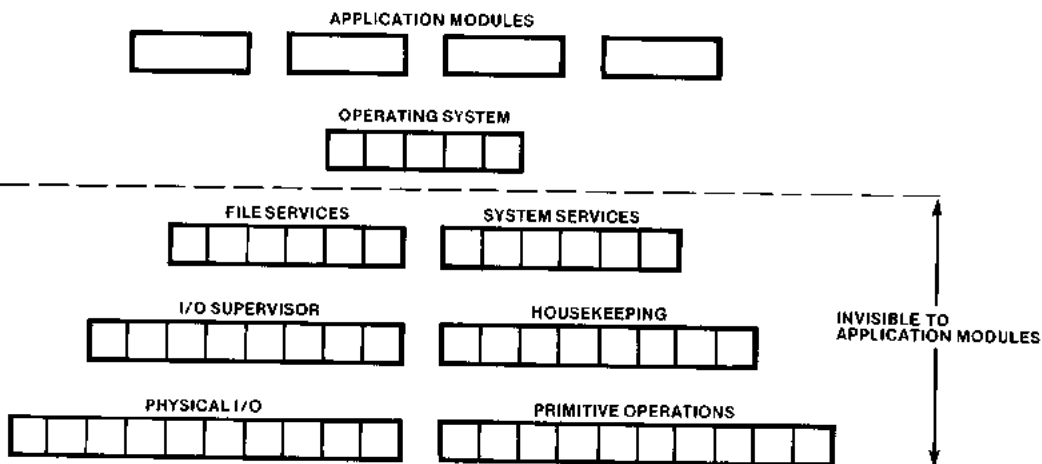 APPLICATION MODULES
OPERATING SYSTEM
FILE SERVICES
SYSTEM SERVICES
I/O SUPERVISOR
HOUSEKEEPING
INVISIBLE TO
APPLICATION MODULES
PHYSICAL I/O
PRIMITIVE OPERATIONS